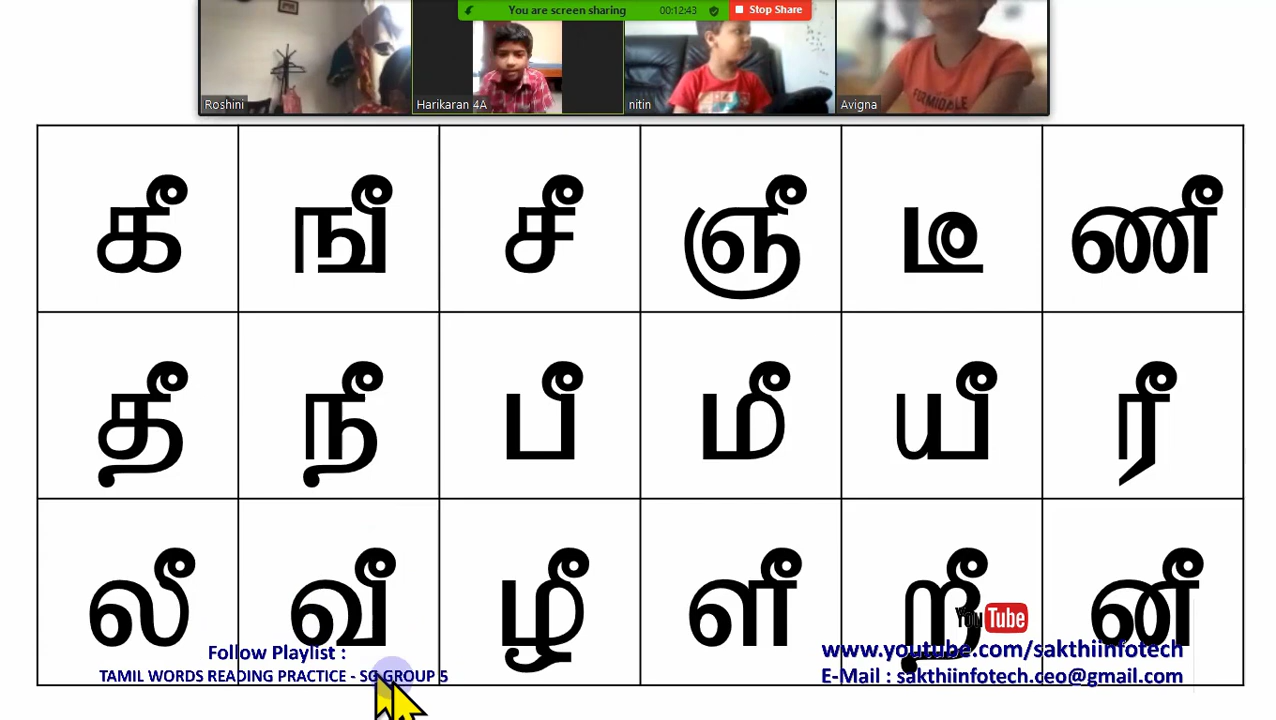 You are screen sharing 00:12:43 Stop Share
Roshini Harikaran 4A nitin Avigna
FORMIDABLE
கீ ஙீ சீ ஞீ டீ ணீ
தீ நீ பீ மீ யீ ரீ
லீ வீ ழீ ளீ றீ னீ
YouTube
Follow Playlist : www.youtube.com/sakthiinfotech
TAMIL WORDS READING PRACTICE - SG GROUP 5 E-Mail : sakthiinfotech.ceo@gmail.com